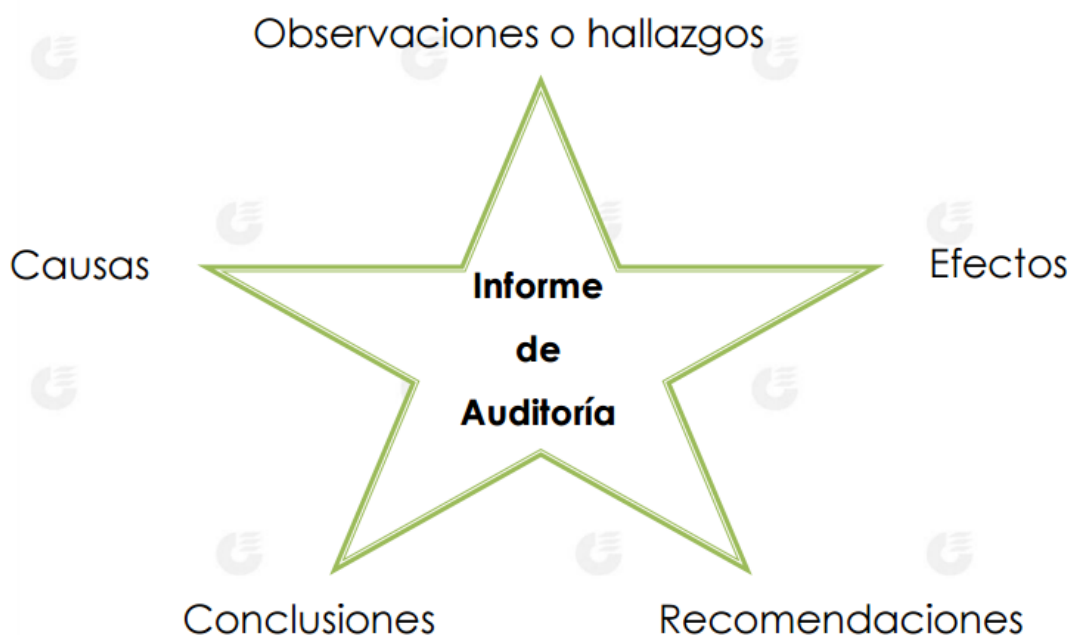 Observaciones o hallazgos
Causas
Efectos
Informe
de
Auditoría
Conclusiones
Recomendaciones